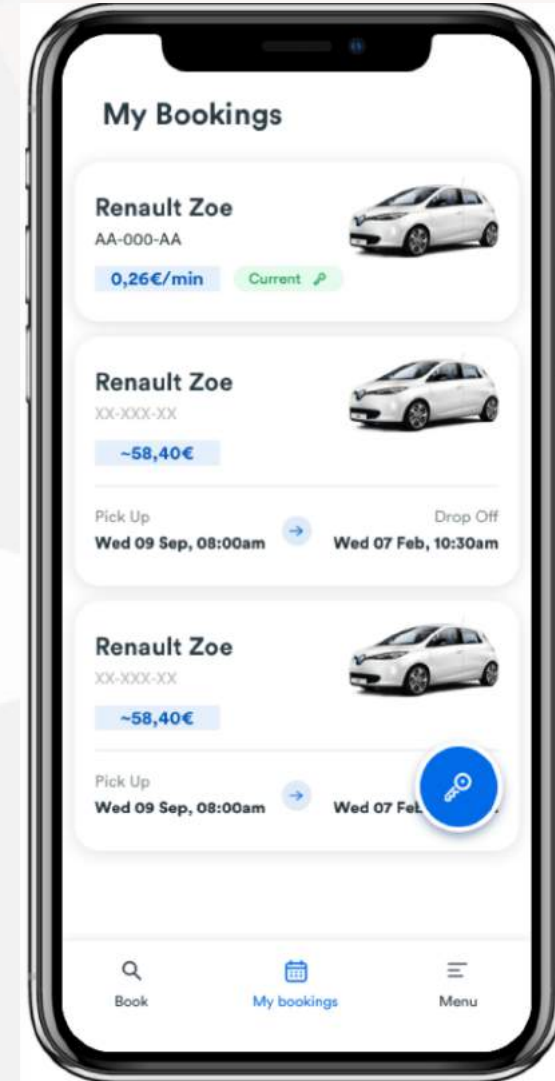 My Bookings
Renault Zoe
AA-000-AA
0,26€/min Current
Renault Zoe
XX-XXX-XX
~58,40€
Pick Up Drop Off
Wed 09 Sep, 08:00am Wed 07 Feb, 10:30am
Renault Zoe
XX-XXX-XX
~58,40€
Pick Up
Wed 09 Sep, 08:00am Wed 07
Book My bookings Menu